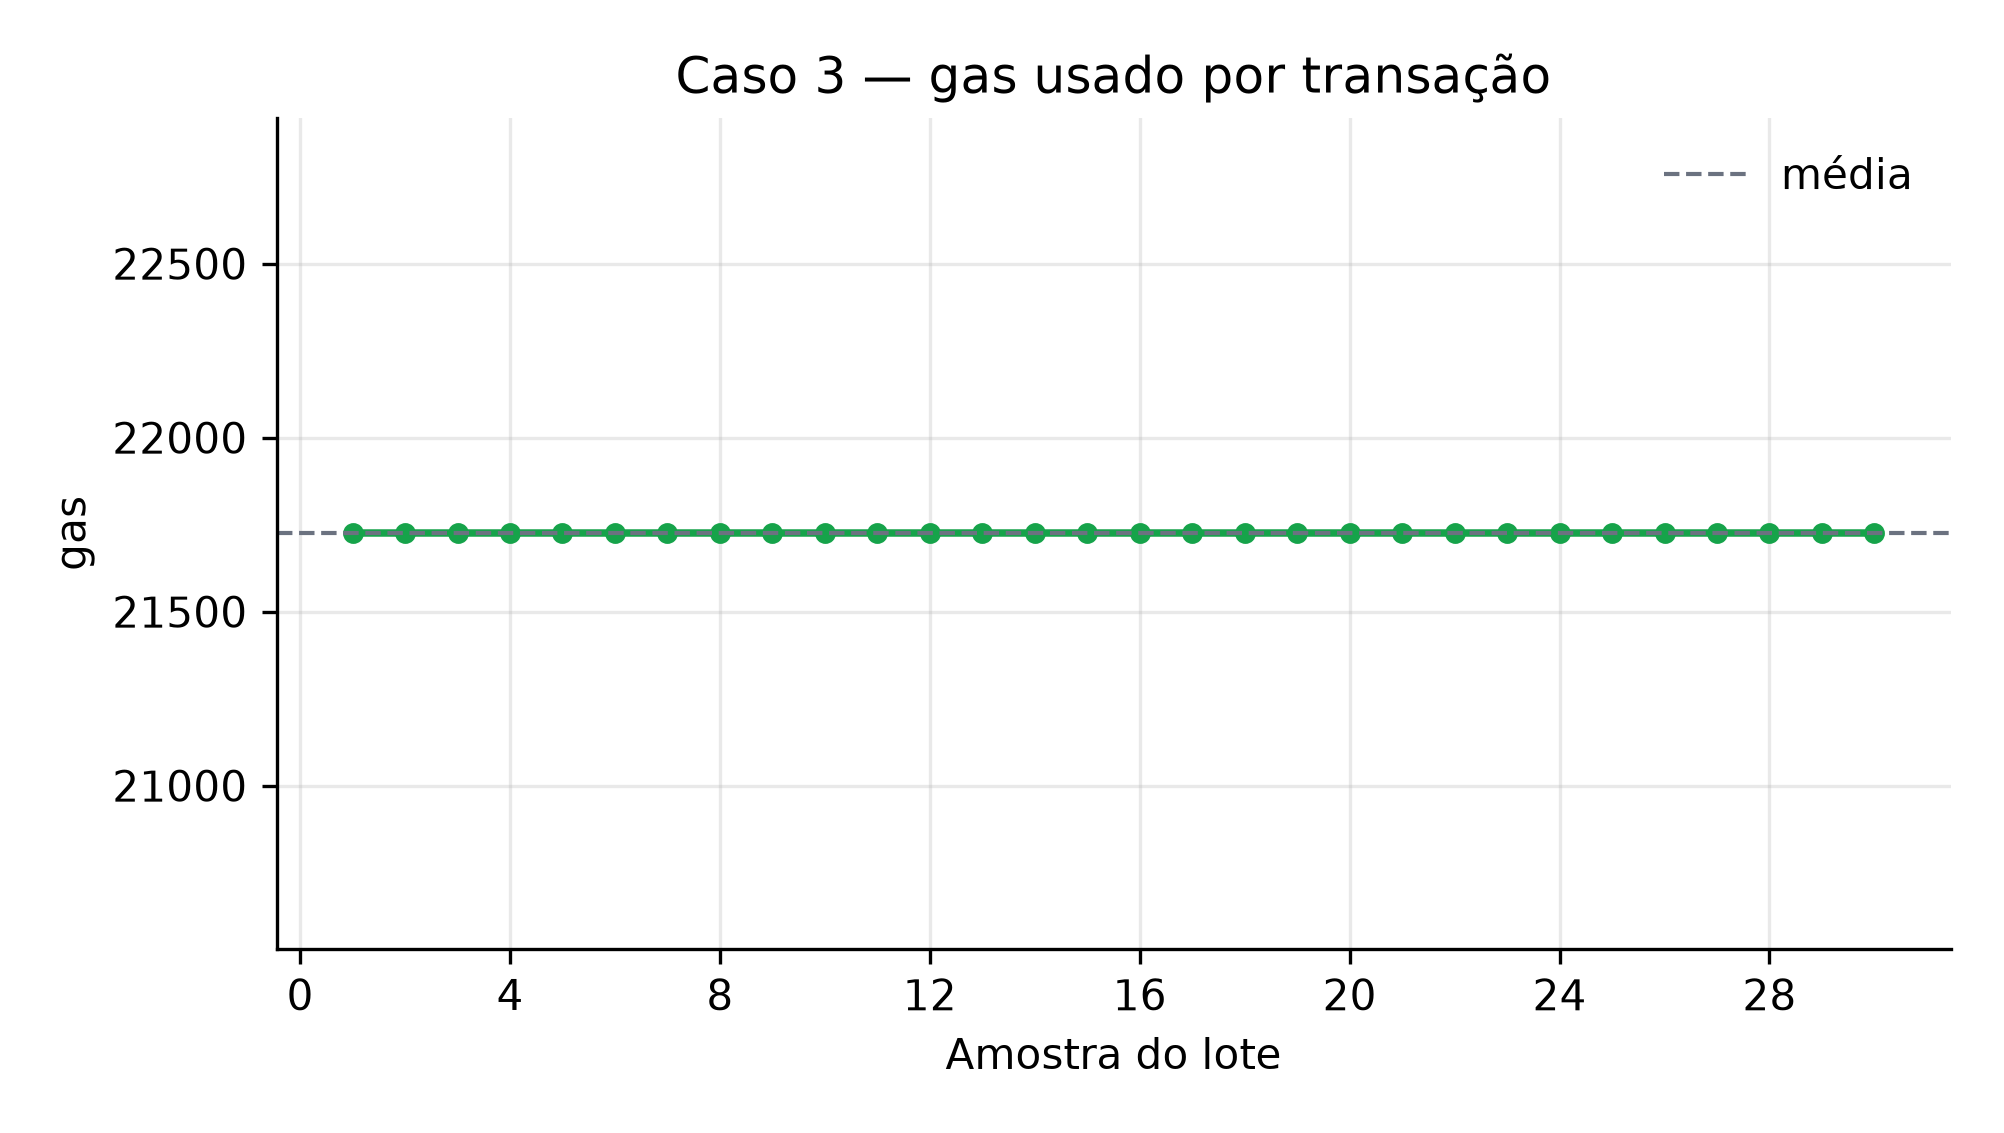 Caso 3 — gas usado por transação
média
22500
22000
21500
21000
gas
0 4 8 12 16 20 24 28
Amostra do lote